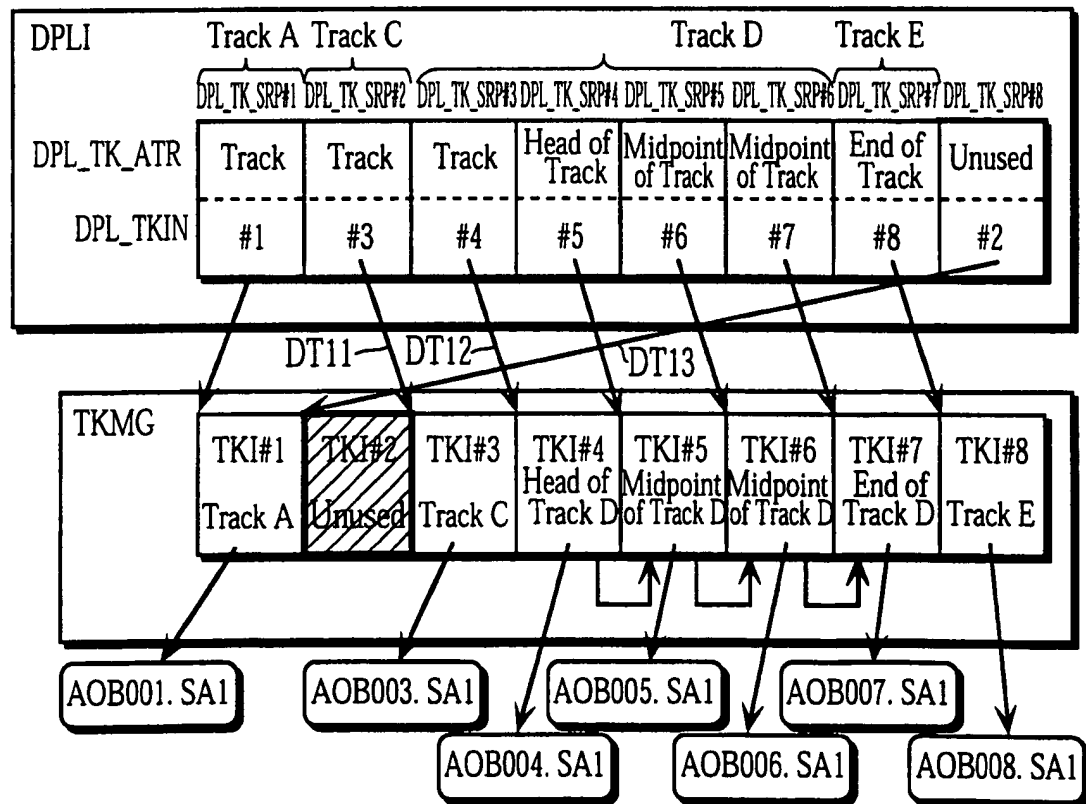 DPLI
Track A Track C Track D Track E
DPL_TK_SRP#1 DPL_TK_SRP#2 DPL_TK_SRP#3 DPL_TK_SRP#4 DPL_TK_SRP#5 DPL_TK_SRP#6 DPL_TK_SRP#7 DPL_TK_SRP#8
DPL_TK_ATR
Track
Track
Track
Head of
Track
Midpoint
of Track
Midpoint
of Track
End of
Track
Unused
DPL_TKIN
#1 #3 #4 #5 #6 #7 #8 #2
DT11 DT12 DT13
TKMG
TKI#1
Track A
TKI#2
Unused
TKI#3
Track C
TKI#4
Head of
Track D
TKI#5
Midpoint
of Track D
TKI#6
Midpoint
of Track D
TKI#7
End of
Track D
TKI#8
Track E
AOB001. SA1 AOB003. SA1 AOB005. SA1 AOB007. SA1
AOB004. SA1 AOB006. SA1 AOB008. SA1